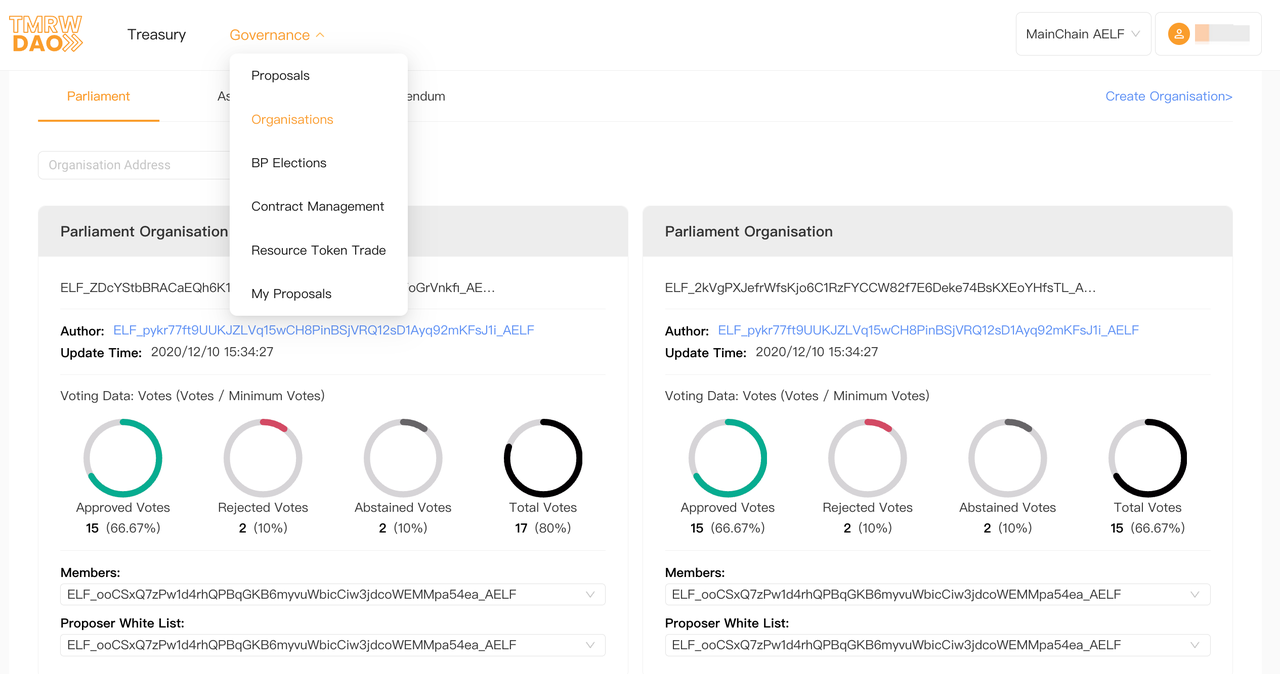 TMRW
DAO
Treasury
Governance
MainChain AELF
Proposals
Organisations
BP Elections
Contract Management
Resource Token Trade
My Proposals
Parliament
As
endum
Create Organisation>
Organisation Address
Parliament Organisation
ELF_ZDcYStbBRACaEQh6K1
oGrVnkfi_AE...
Author: ELF_pykr77ft9UUKJZLVq15wCH8PinBSjVRQ12sD1Ayq92mKFsJ1i_AELF
Update Time: 2020/12/10 15:34:27
Voting Data: Votes (Votes / Minimum Votes)
Approved Votes
15 (66.67%)
Rejected Votes
2 (10%)
Abstained Votes
2 (10%)
Total Votes
17 (80%)
Members:
ELF_ooCSxQ7zPw1d4rhQPBqGKB6myvuWbicCiw3jdcoWEMMpa54ea_AELF
Proposer White List:
ELF_ooCSxQ7zPw1d4rhQPBqGKB6myvuWbicCiw3jdcoWEMMpa54ea_AELF
Parliament Organisation
ELF_2kVgPXJefrWfsKjo6C1RzFYCCW82f7E6Deke74BsKXEoYHfsTL_A...
Author: ELF_pykr77ft9UUKJZLVq15wCH8PinBSjVRQ12sD1Ayq92mKFsJ1i_AELF
Update Time: 2020/12/10 15:34:27
Voting Data: Votes (Votes / Minimum Votes)
Approved Votes
15 (66.67%)
Rejected Votes
2 (10%)
Abstained Votes
2 (10%)
Total Votes
15 (66.67%)
Members:
ELF_ooCSxQ7zPw1d4rhQPBqGKB6myvuWbicCiw3jdcoWEMMpa54ea_AELF
Proposer White List:
ELF_ooCSxQ7zPw1d4rhQPBqGKB6myvuWbicCiw3jdcoWEMMpa54ea_AELF